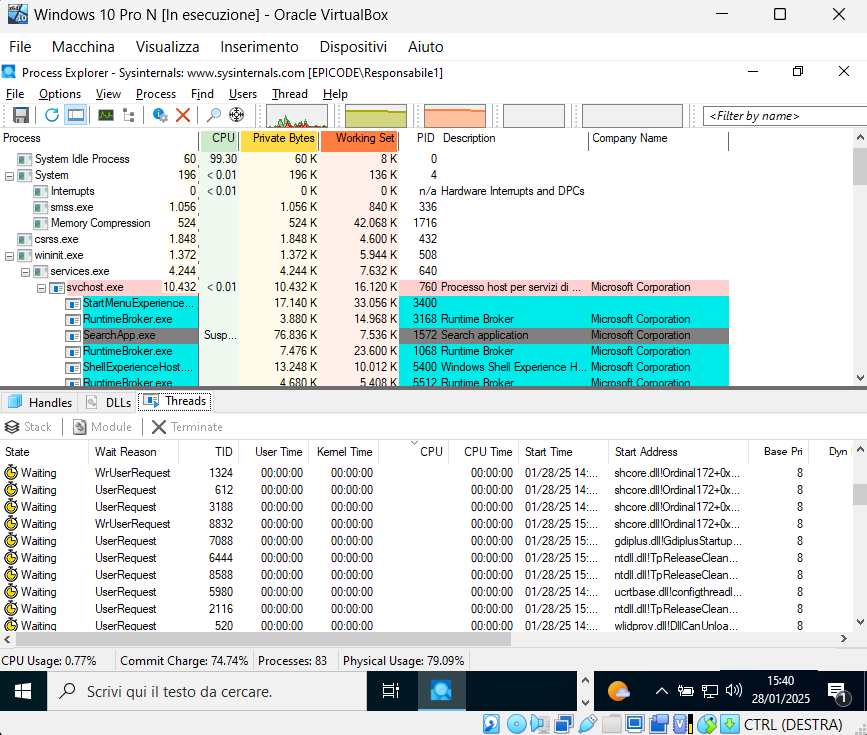 Windows 10 Pro N [In esecuzione] - Oracle VirtualBox
File Macchina Visualizza Inserimento Dispositivi Aiuto
Process Explorer - Sysinternals: www.sysinternals.com [EPICODE\Responsabile1]
File Options View Process Find Users Thread Help
<Filter by name>
Process CPU Private Bytes Working Set PID Description Company Name
System Idle Process 60 99.30 60 K 8 K 0
System 196 < 0.01 196 K 136 K 4
Interrupts 0 < 0.01 0 K 0 K n/a Hardware Interrupts and DPCs
smss.exe 1.056 1.056 K 840 K 336
Memory Compression 524 524 K 42.068 K 1716
csrss.exe 1.848 1.848 K 4.600 K 432
wininit.exe 1.372 1.372 K 5.944 K 508
services.exe 4.244 4.244 K 7.632 K 640
svchost.exe 10.432 < 0.01 10.432 K 16.120 K 760 Processo host per servizi di ... Microsoft Corporation
StartMenuExperience... 17.140 K 33.056 K 3400
RuntimeBroker.exe 3.880 K 14.968 K 3168 Runtime Broker Microsoft Corporation
SearchApp.exe Susp... 76.836 K 7.536 K 1572 Search application Microsoft Corporation
RuntimeBroker.exe 7.476 K 23.600 K 1068 Runtime Broker Microsoft Corporation
ShellExperienceHost.... 13.248 K 10.012 K 5400 Windows Shell Experience H... Microsoft Corporation
RuntimeBroker.exe 4.680 K 5.408 K 5512 Runtime Broker Microsoft Corporation
Handles DLLs Threads
Stack Module Terminate
State Wait Reason TID User Time Kernel Time CPU CPU Time Start Time Start Address Base Pri Dyn
Waiting WrUserRequest 1324 00:00:00 00:00:00 00:00:00 01/28/25 14:... shcore.dll!Ordinal172+0x... 8
Waiting UserRequest 612 00:00:00 00:00:00 00:00:00 01/28/25 14:... shcore.dll!Ordinal172+0x... 8
Waiting UserRequest 3188 00:00:00 00:00:00 00:00:00 01/28/25 14:... shcore.dll!Ordinal172+0x... 8
Waiting WrUserRequest 8832 00:00:00 00:00:00 00:00:00 01/28/25 15:... shcore.dll!Ordinal172+0x... 8
Waiting UserRequest 7088 00:00:00 00:00:00 00:00:00 01/28/25 15:... gdiplus.dll!GdiplusStartup... 8
Waiting UserRequest 6444 00:00:00 00:00:00 00:00:00 01/28/25 15:... ntdll.dll!TpReleaseClean... 8
Waiting UserRequest 8588 00:00:00 00:00:00 00:00:00 01/28/25 15:... ntdll.dll!TpReleaseClean... 8
Waiting UserRequest 5980 00:00:00 00:00:00 00:00:00 01/28/25 15:... ucrtbase.dll!configthreadl... 8
Waiting UserRequest 2116 00:00:00 00:00:00 00:00:00 01/28/25 15:... ntdll.dll!TpReleaseClean... 8
Waiting UserRequest 520 00:00:00 00:00:00 00:00:00 01/28/25 15:... wlidprov.dll!DllCanUnloa... 8
CPU Usage: 0.77% Commit Charge: 74.74% Processes: 83 Physical Usage: 79.09%
Scrivi qui il testo da cercare.
15:40
28/01/2025
1
CTRL (DESTRA)